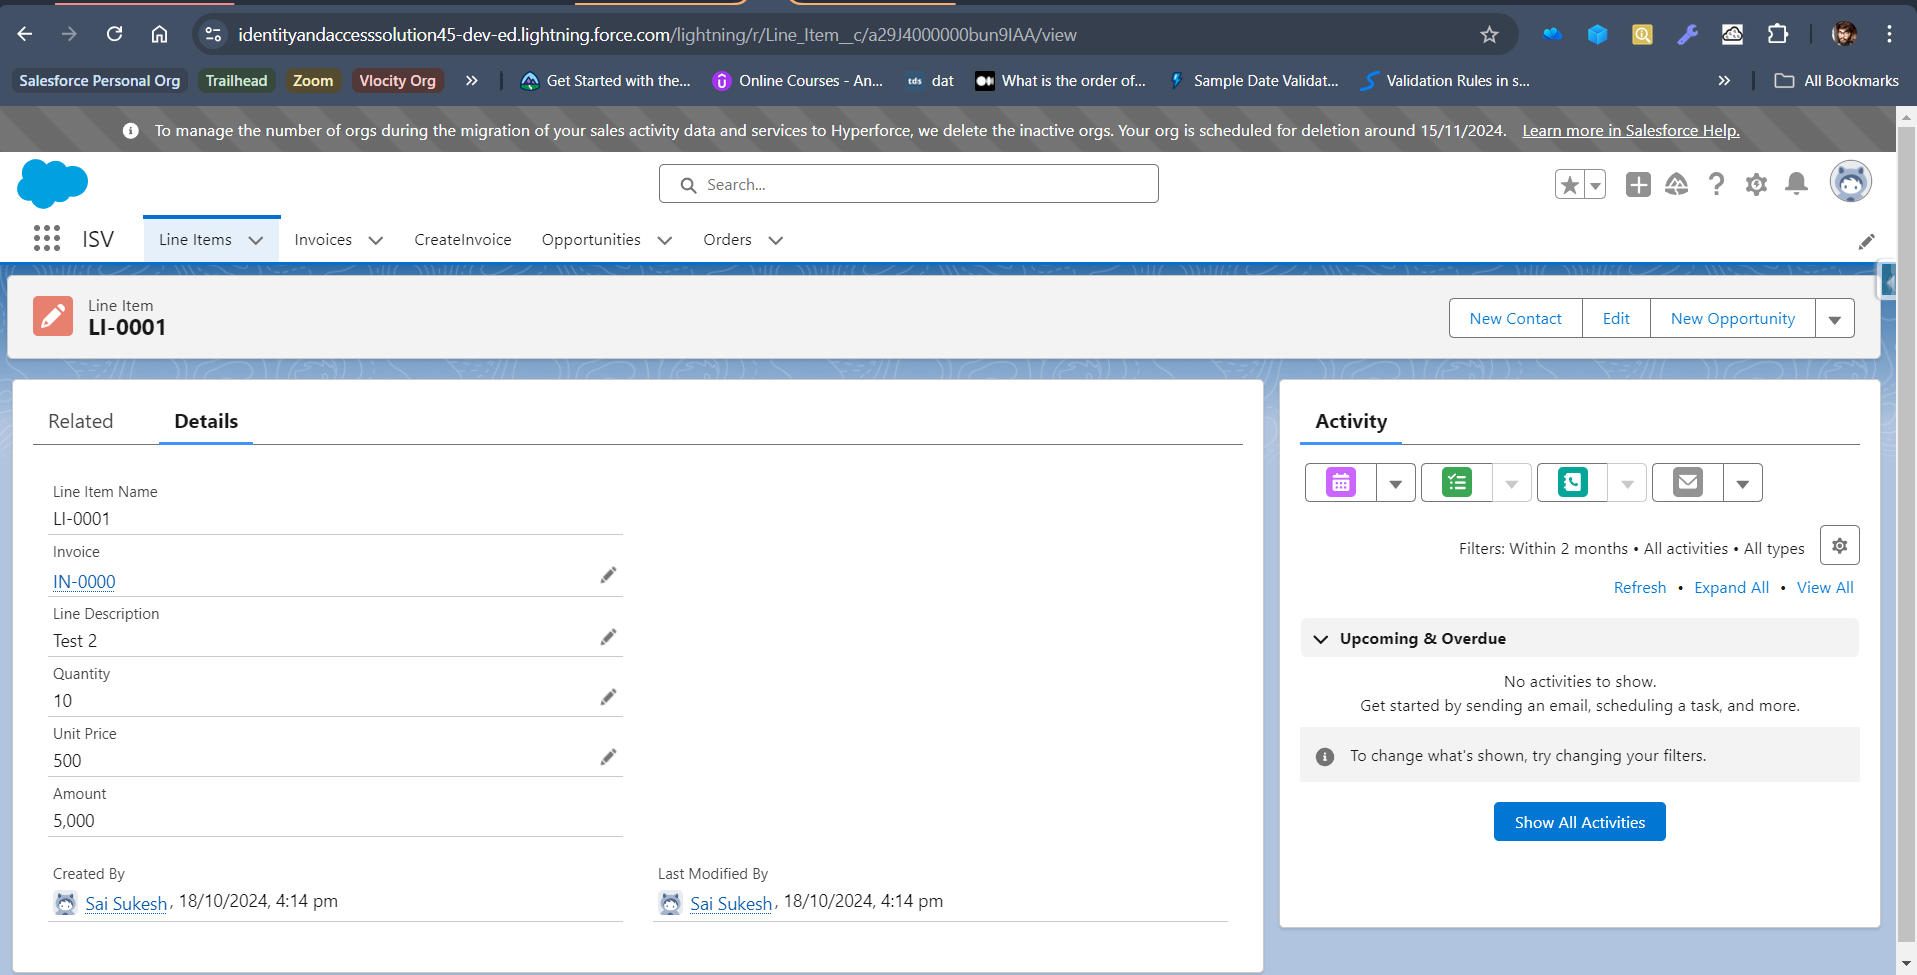 identityandaccesssolution45-dev-ed.lightning.force.com/lightning/r/Line_Item__c/a29J4000000bun9IAA/view
Salesforce Personal Org Trailhead Zoom Vlocity Org » Get Started with the... Online Courses - An... tds dat What is the order of... Sample Date Validat... Validation Rules in s... » All Bookmarks
To manage the number of orgs during the migration of your sales activity data and services to Hyperforce, we delete the inactive orgs. Your org is scheduled for deletion around 15/11/2024. Learn more in Salesforce Help.
Search...
ISV Line Items Invoices CreateInvoice Opportunities Orders
Line Item
LI-0001
New Contact Edit New Opportunity
Related Details
Line Item Name
LI-0001
Invoice
IN-0000
Line Description
Test 2
Quantity
10
Unit Price
500
Amount
5,000
Created By
Sai Sukesh, 18/10/2024, 4:14 pm
Last Modified By
Sai Sukesh, 18/10/2024, 4:14 pm
Activity
Filters: Within 2 months • All activities • All types
Refresh • Expand All • View All
Upcoming & Overdue
No activities to show.
Get started by sending an email, scheduling a task, and more.
To change what's shown, try changing your filters.
Show All Activities